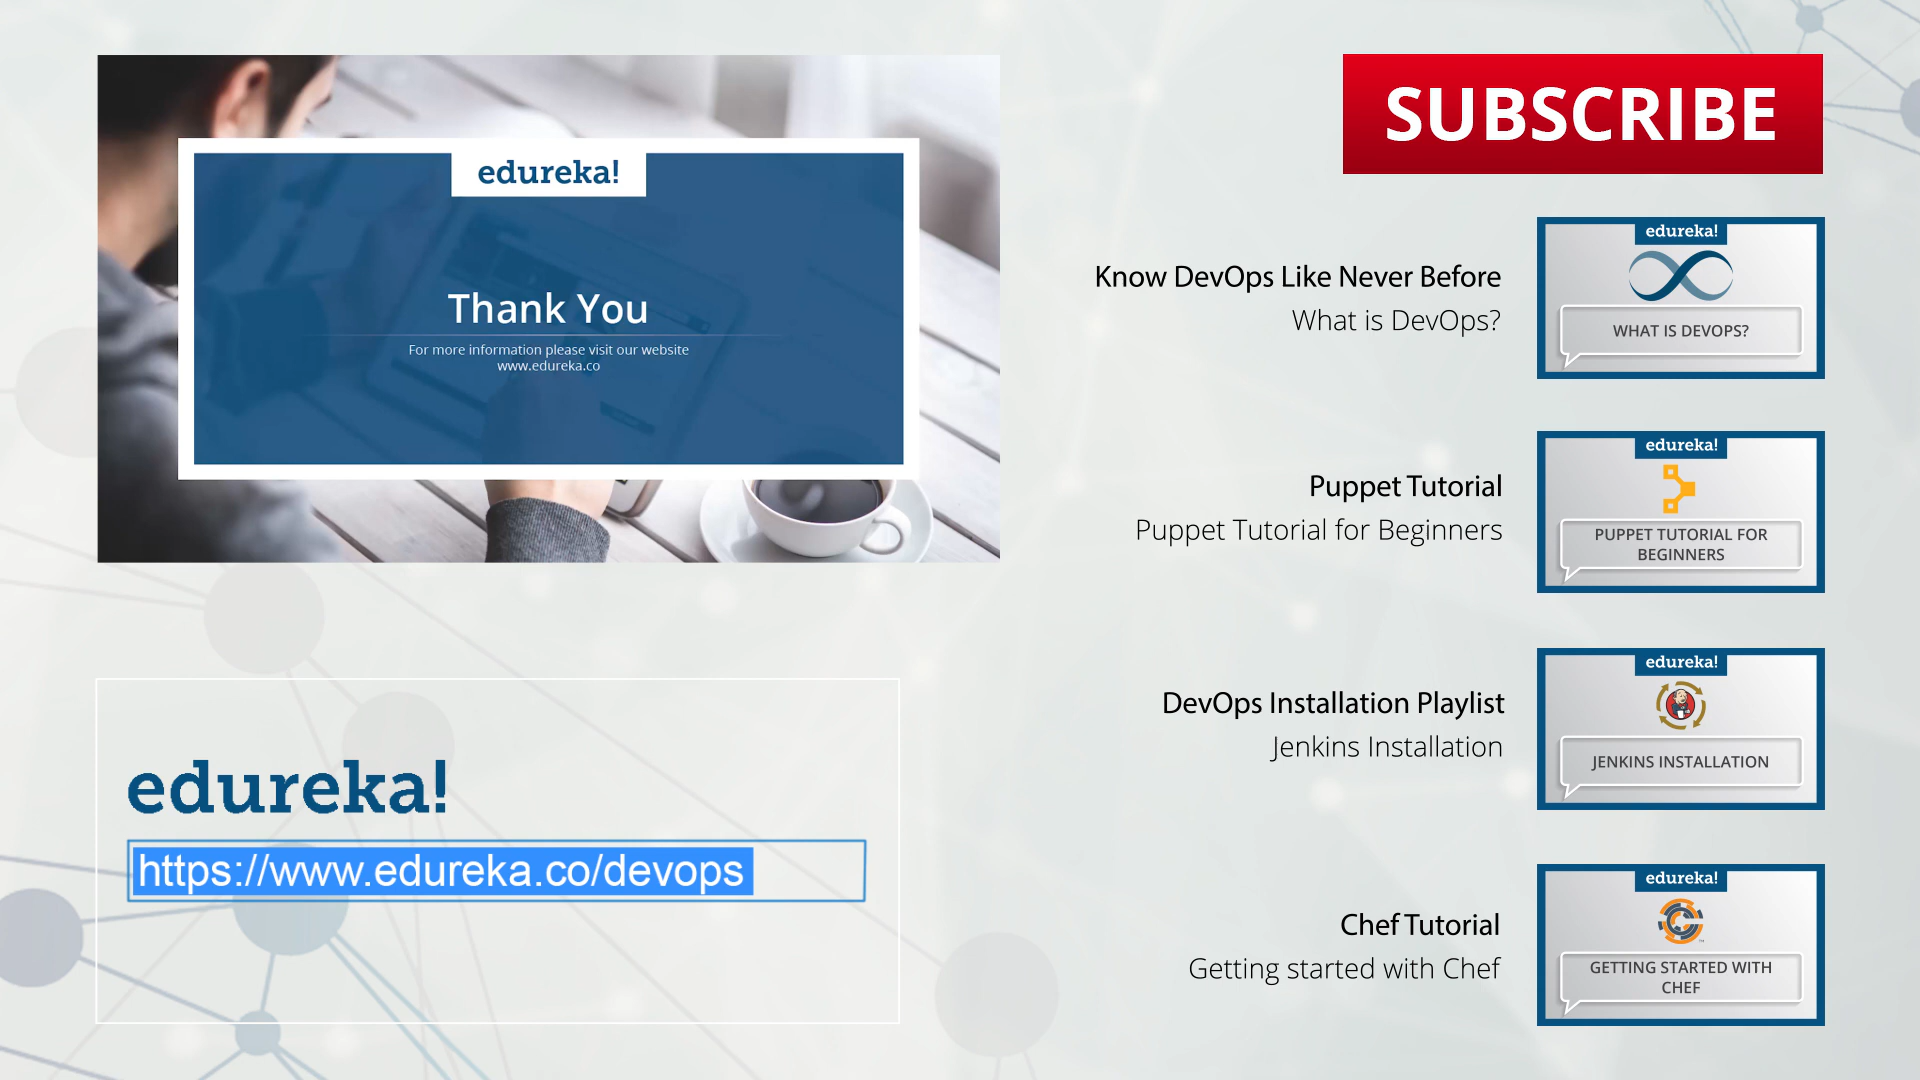 edureka!
Thank You
For more information please visit our website
www.edureka.co
SUBSCRIBE
Know DevOps Like Never Before
What is DevOps?
edureka!
WHAT IS DEVOPS?
Puppet Tutorial
Puppet Tutorial for Beginners
edureka!
PUPPET TUTORIAL FOR
BEGINNERS
DevOps Installation Playlist
Jenkins Installation
edureka!
JENKINS INSTALLATION
Chef Tutorial
Getting started with Chef
edureka!
GETTING STARTED WITH
CHEF
edureka!
https://www.edureka.co/devops